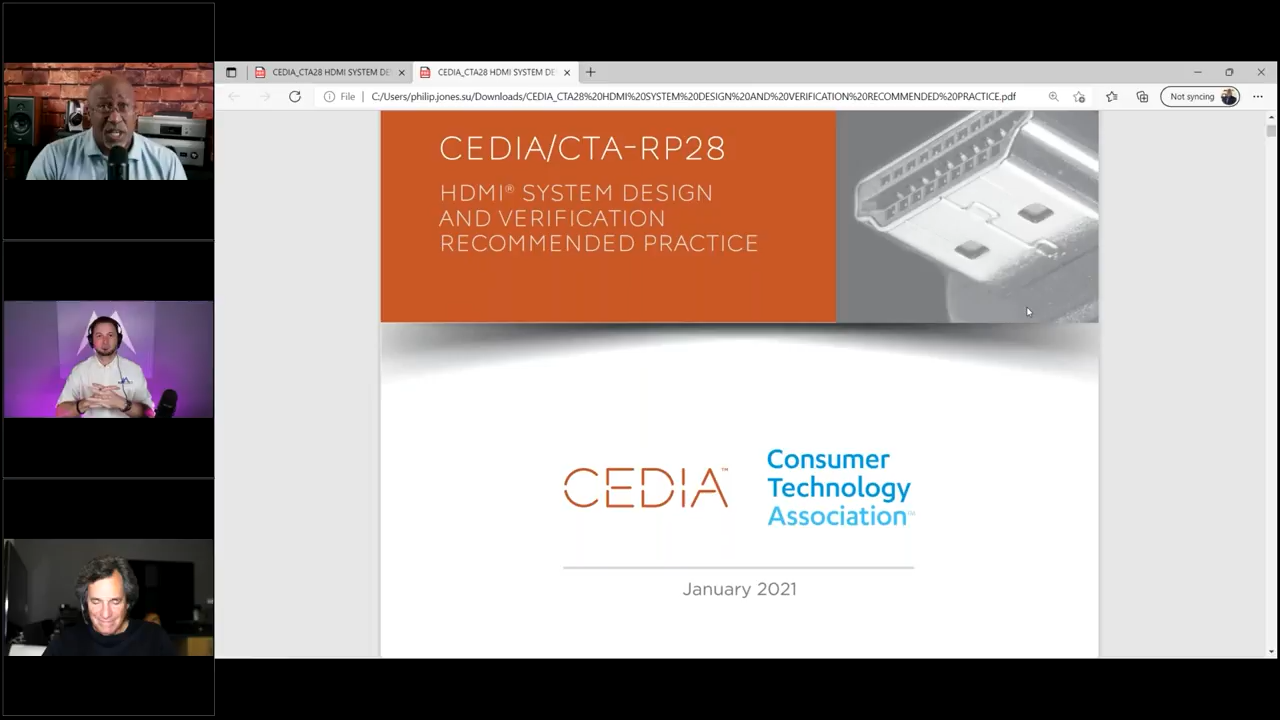 CEDIA_CTA28 HDMI SYSTEM DE
CEDIA_CTA28 HDMI SYSTEM DE
File
C:/Users/philip.jones.su/Downloads/CEDIA_CTA28%20HDMI%20SYSTEM%20DESIGN%20AND%20VERIFICATION%20RECOMMENDED%20PRACTICE.pdf
Not syncing
CEDIA/CTA-RP28
HDMI® SYSTEM DESIGN
AND VERIFICATION
RECOMMENDED PRACTICE
CEDIA™
Consumer
Technology
Association™
January 2021